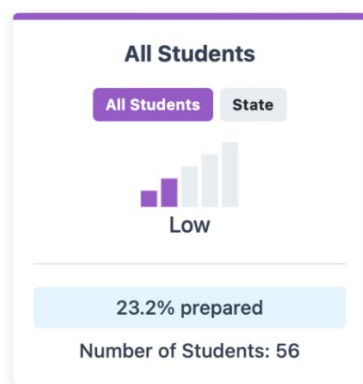 All Students
All Students State
Low
23.2% prepared
Number of Students: 56